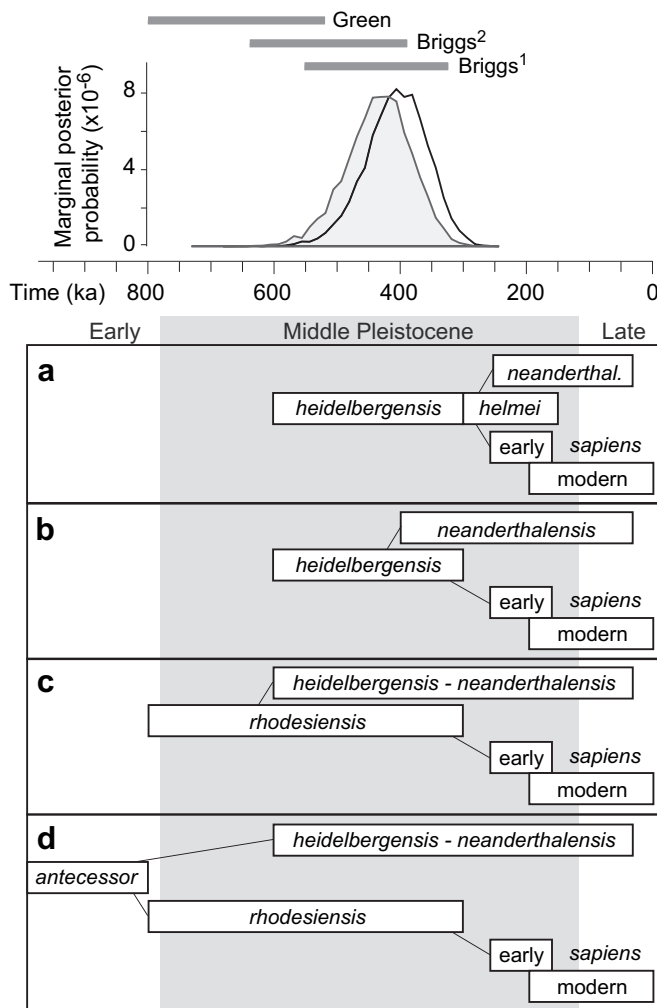 Green
Briggs2
Briggs1
Marginal posterior
probability (x10-6)
8
4
0
Time (ka) 800 600 400 200 0
Early Middle Pleistocene Late
a
neanderthal.
heidelbergensis helmei
early sapiens
modern
b
neanderthalensis
heidelbergensis
early sapiens
modern
c
heidelbergensis - neanderthalensis
rhodesiensis
early sapiens
modern
d
heidelbergensis - neanderthalensis
antecessor
rhodesiensis
early sapiens
modern